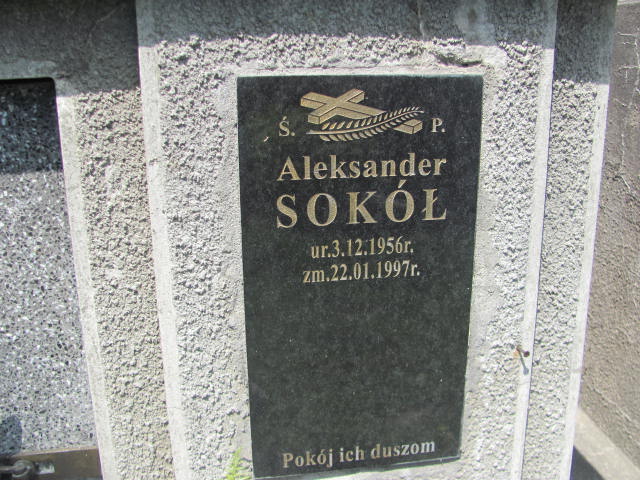 Ś. P.
Aleksander
SOKÓŁ
ur.3.12.1956r.
zm.22.01.1997r.
Pokój ich duszom